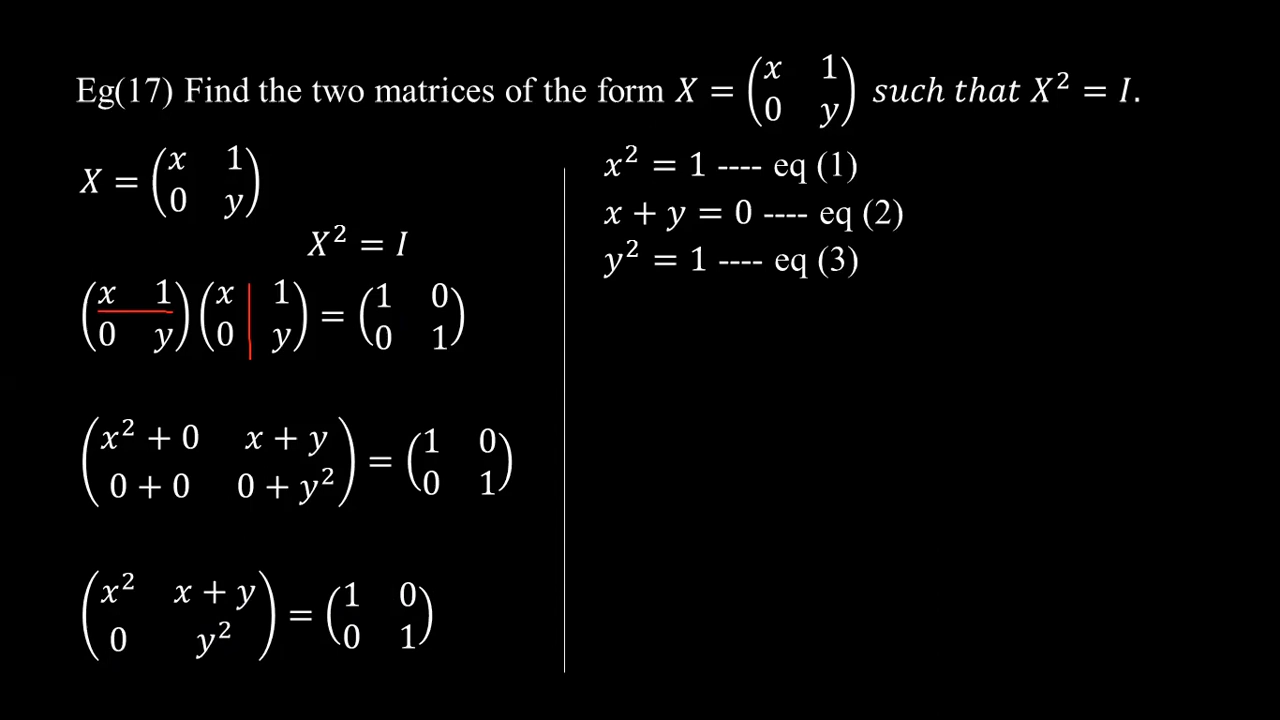 Eg(17) Find the two matrices of the form X = (x 1
0 y) such that X² = I.
X = (x 1
0 y)
X² = I
(x 1
0 y)(x 1
0 y) = (1 0
0 1)
(x² + 0 x + y
0 + 0 0 + y²) = (1 0
0 1)
(x² x + y
0 y²) = (1 0
0 1)
x² = 1 ---- eq (1)
x + y = 0 ---- eq (2)
y² = 1 ---- eq (3)